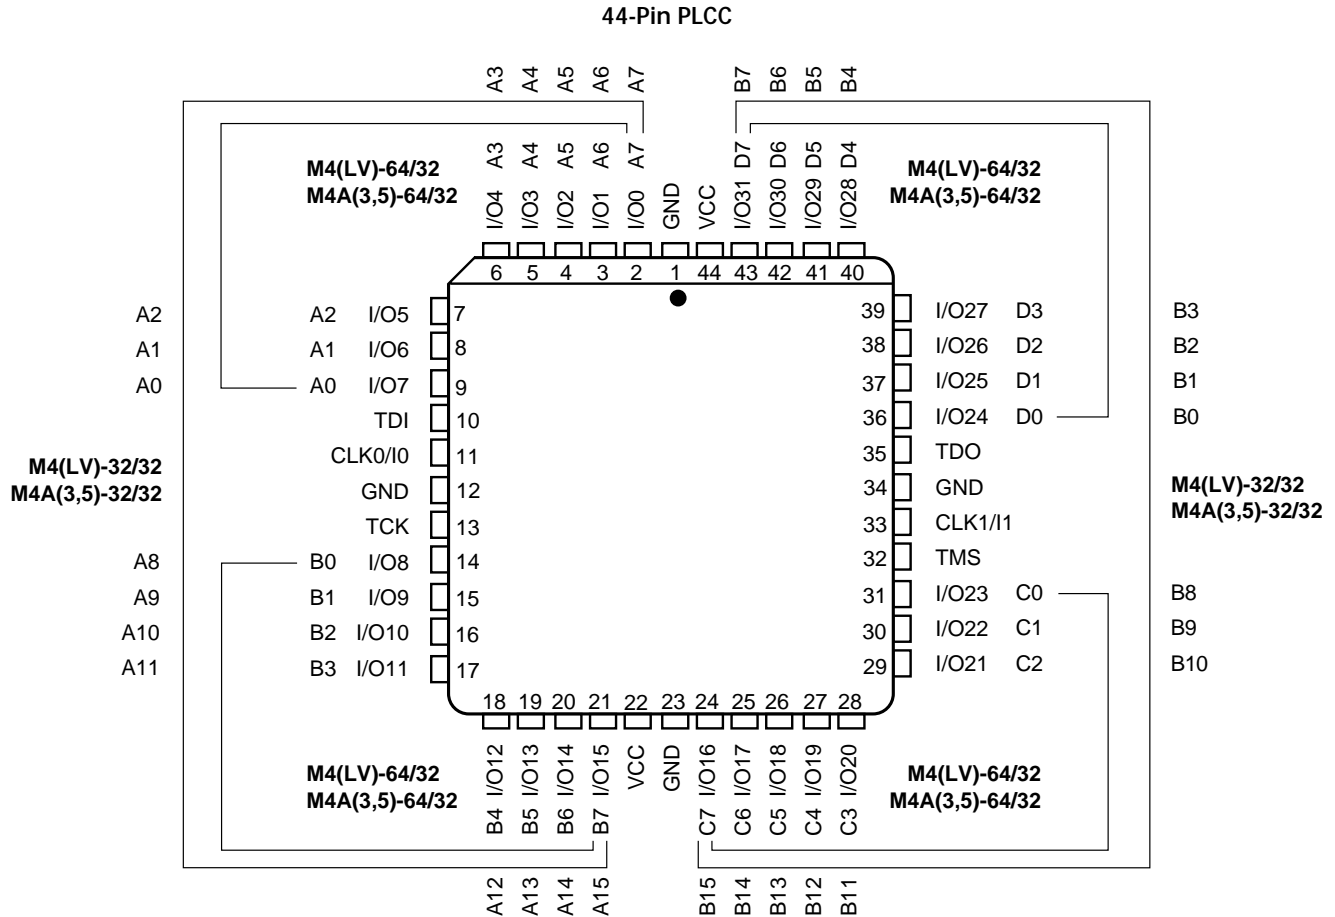 44-Pin PLCC
A3 A4 A5 A6 A7 B7 B6 B5 B4
A3 A4 A5 A6 A7 D7 D6 D5 D4
M4(LV)-64/32 M4(LV)-64/32
M4A(3,5)-64/32 M4A(3,5)-64/32
I/O4 I/O3 I/O2 I/O1 I/O0 GND VCC I/O31 I/O30 I/O29 I/O28
6 5 4 3 2 1 44 43 42 41 40
A2 A2 I/O5 7 39 I/O27 D3 B3
A1 A1 I/O6 8 38 I/O26 D2 B2
A0 A0 I/O7 9 37 I/O25 D1 B1
TDI 10 36 I/O24 D0 B0
CLK0/I0 11 35 TDO
M4(LV)-32/32 M4(LV)-32/32
M4A(3,5)-32/32 M4A(3,5)-32/32
GND 12 34 GND
TCK 13 33 CLK1/I1
A8 B0 I/O8 14 32 TMS
A9 B1 I/O9 15 31 I/O23 C0 B8
A10 B2 I/O10 16 30 I/O22 C1 B9
A11 B3 I/O11 17 29 I/O21 C2 B10
18 19 20 21 22 23 24 25 26 27 28
I/O12 I/O13 I/O14 I/O15 VCC GND I/O16 I/O17 I/O18 I/O19 I/O20
M4(LV)-64/32 M4(LV)-64/32
M4A(3,5)-64/32 M4A(3,5)-64/32
B4 B5 B6 B7 C7 C6 C5 C4 C3
A12 A13 A14 A15 B15 B14 B13 B12 B11